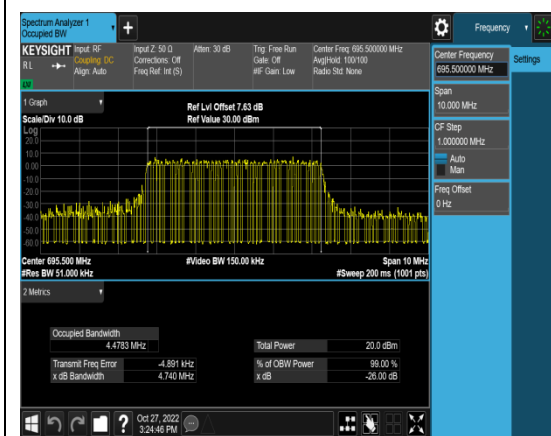 Spectrum Analyzer 1
Occupied BW
+
Frequency
KEYSIGHT Input: RF Input Z: 50 Ω Atten: 30 dB Trig: Free Run Center Freq: 695.500000 MHz
R L Coupling: DC Corrections: Off Gate: Off Avg|Hold: 100/100
Align: Auto Freq Ref: Int (S) #IF Gain: Low Radio Std: None
LV
Center Frequency
695.500000 MHz
Settings
Span
10.000 MHz
CF Step
1.000000 MHz
Auto
Man
Freq Offset
0 Hz
1 Graph
Ref Lvl Offset 7.63 dB
Scale/Div 10.0 dB Ref Value 30.00 dBm
Log
20.0
10.0
0.00
-10.0
-20.0
-30.0
-40.0
-50.0
-60.0
Center 695.500 MHz #Video BW 150.00 kHz Span 10 MHz
#Res BW 51.000 kHz #Sweep 200 ms (1001 pts)
2 Metrics
Occupied Bandwidth
4.4783 MHz Total Power 20.0 dBm
Transmit Freq Error -4.891 kHz % of OBW Power 99.00 %
x dB Bandwidth 4.740 MHz x dB -26.00 dB
? Oct 27, 2022
3:24:46 PM